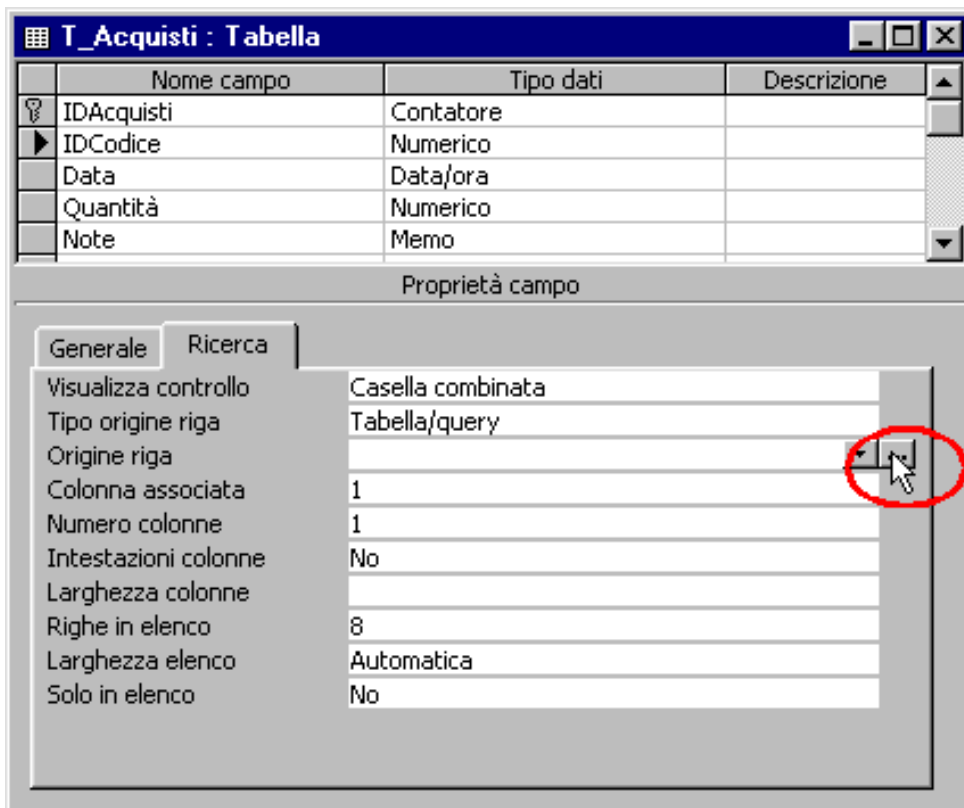 T_Acquisti : Tabella
Nome campo Tipo dati Descrizione
IDAcquisti Contatore
IDCodice Numerico
Data Data/ora
Quantità Numerico
Note Memo
Proprietà campo
Generale Ricerca
Visualizza controllo Casella combinata
Tipo origine riga Tabella/query
Origine riga ...
Colonna associata 1
Numero colonne 1
Intestazioni colonne No
Larghezza colonne
Righe in elenco 8
Larghezza elenco Automatica
Solo in elenco No